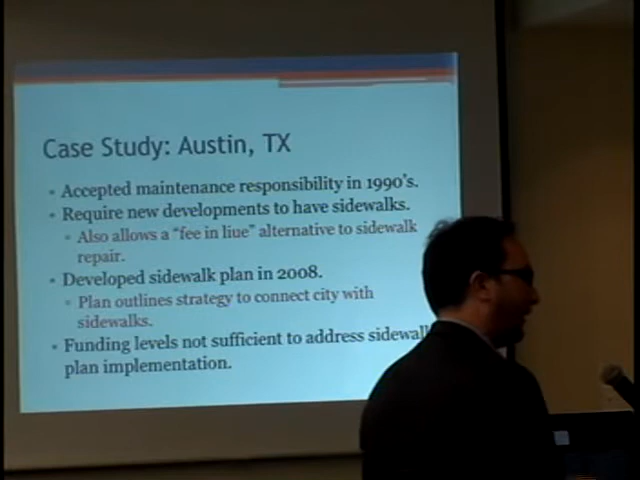 Case Study: Austin, TX
• Accepted maintenance responsibility in 1990's.
• Require new developments to have sidewalks.
▫ Also allows a "fee in liue" alternative to sidewalk
repair.
• Developed sidewalk plan in 2008.
▫ Plan outlines strategy to connect city with
sidewalks.
• Funding levels not sufficient to address sidewalk
plan implementation.